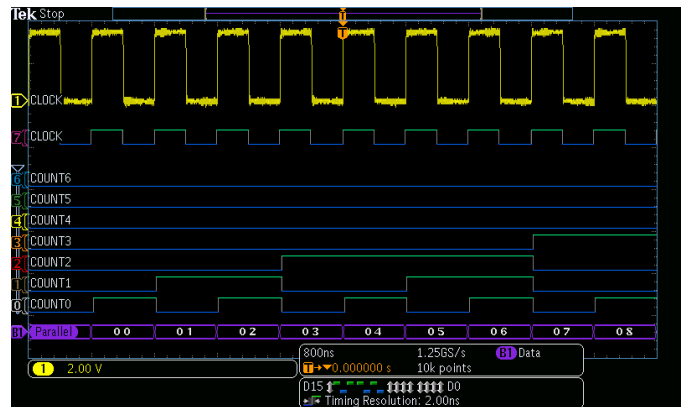 Tek Stop
T
T
1 CLOCK
7 CLOCK
6 COUNT6
5 COUNT5
4 COUNT4
3 COUNT3
2 COUNT2
1 COUNT1
0 COUNT0
B1 Parallel 00 01 02 03 04 05 06 07 08
1 2.00 V
800ns 1.25GS/s B1 Data
T→▼0.000000 s 10k points
D15 D0
Timing Resolution: 2.00ns